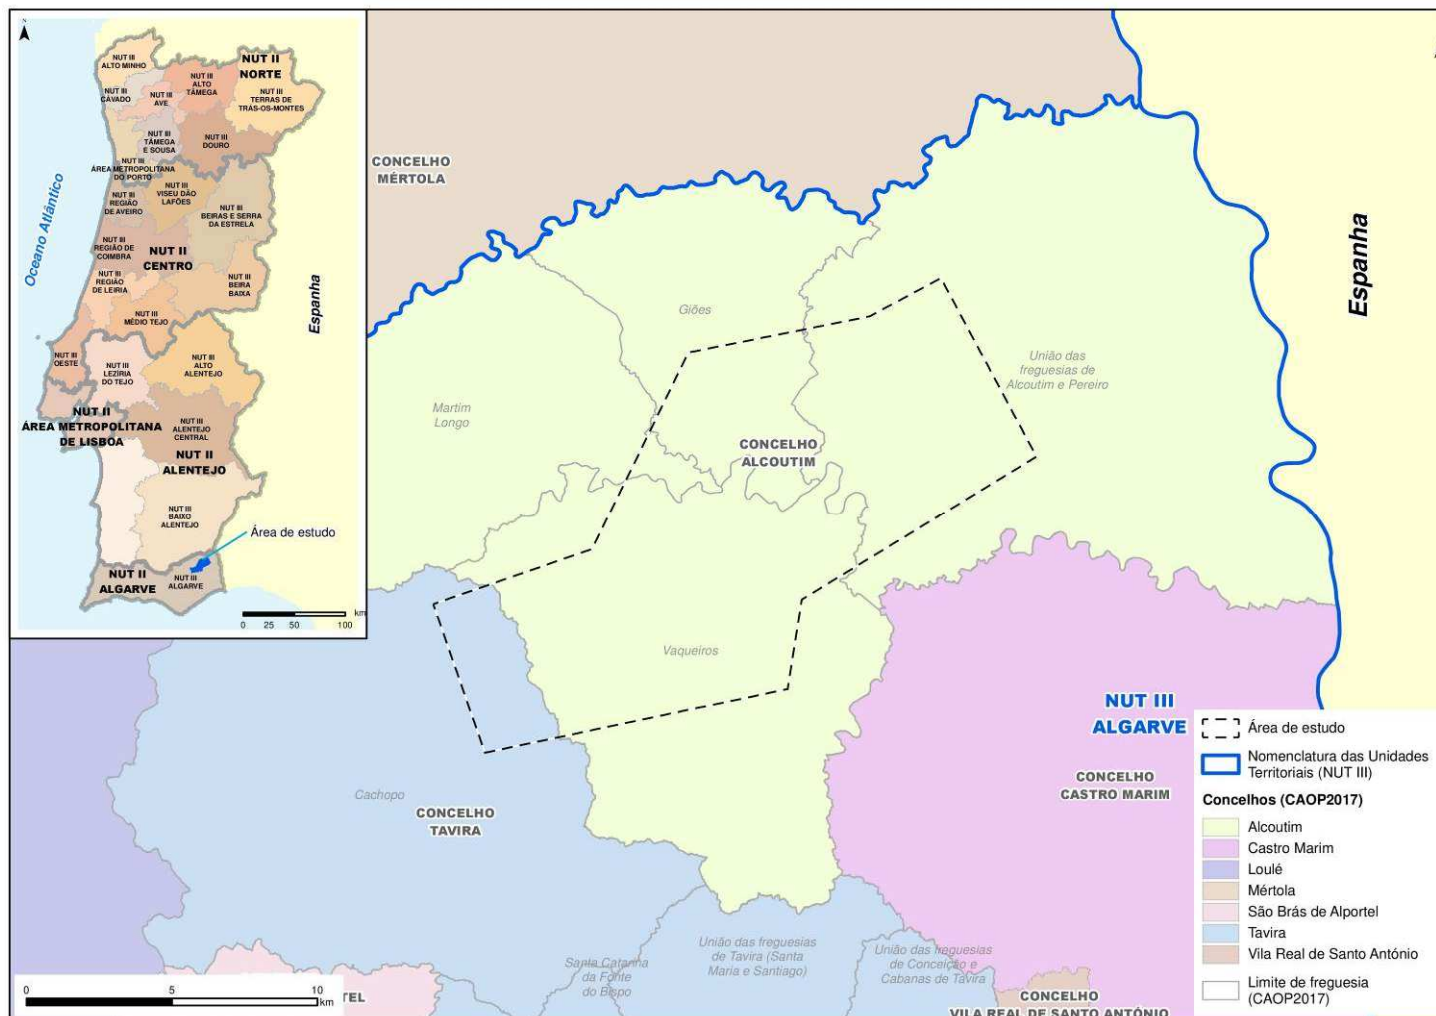 N
NUT III
ALTO MINHO
NUT II
NORTE
NUT III
ALTO
TÂMEGA
NUT III
TERRAS DE
TRÁS-OS-MONTES
NUT III
CÁVADO
NUT III
AVE
NUT III
TÂMEGA
E SOUSA
NUT III
DOURO
NUT III
ÁREA METROPOLITANA
DO PORTO
NUT III
VISEU DÃO
LAFÕES
NUT III
REGIÃO
DE AVEIRO
NUT III
BEIRAS E SERRA
DA ESTRELA
NUT III
REGIÃO DE
COIMBRA
NUT II
CENTRO
NUT III
REGIÃO
DE LEIRIA
NUT III
BEIRA
BAIXA
NUT III
MÉDIO TEJO
NUT III
OESTE
NUT III
LEZÍRIA
DO TEJO
NUT III
ALTO
ALENTEJO
NUT II
ÁREA METROPOLITANA
DE LISBOA
NUT III
ALENTEJO
CENTRAL
NUT II
ALENTEJO
NUT III
BAIXO
ALENTEJO
Área de estudo
NUT II
ALGARVE
NUT III
ALGARVE
Oceano Atlântico
Espanha
km
0 25 50 100
CONCELHO
MÉRTOLA
Espanha
Giões
União das
freguesias de
Alcoutim e Pereiro
Martim
Longo
CONCELHO
ALCOUTIM
Vaqueiros
NUT III
ALGARVE
CONCELHO
CASTRO MARIM
Cachopo
CONCELHO
TAVIRA
União das freguesias
de Tavira (Santa
Maria e Santiago)
União das freguesias
de Conceição e
Cabanas de Tavira
Santa Catarina
da Fonte
do Bispo
TEL
CONCELHO
VILA REAL DE SANTO ANTÓNIO
0 5 10
km
Área de estudo
Nomenclatura das Unidades
Territoriais (NUT III)
Concelhos (CAOP2017)
Alcoutim
Castro Marim
Loulé
Mértola
São Brás de Alportel
Tavira
Vila Real de Santo António
Limite de freguesia
(CAOP2017)